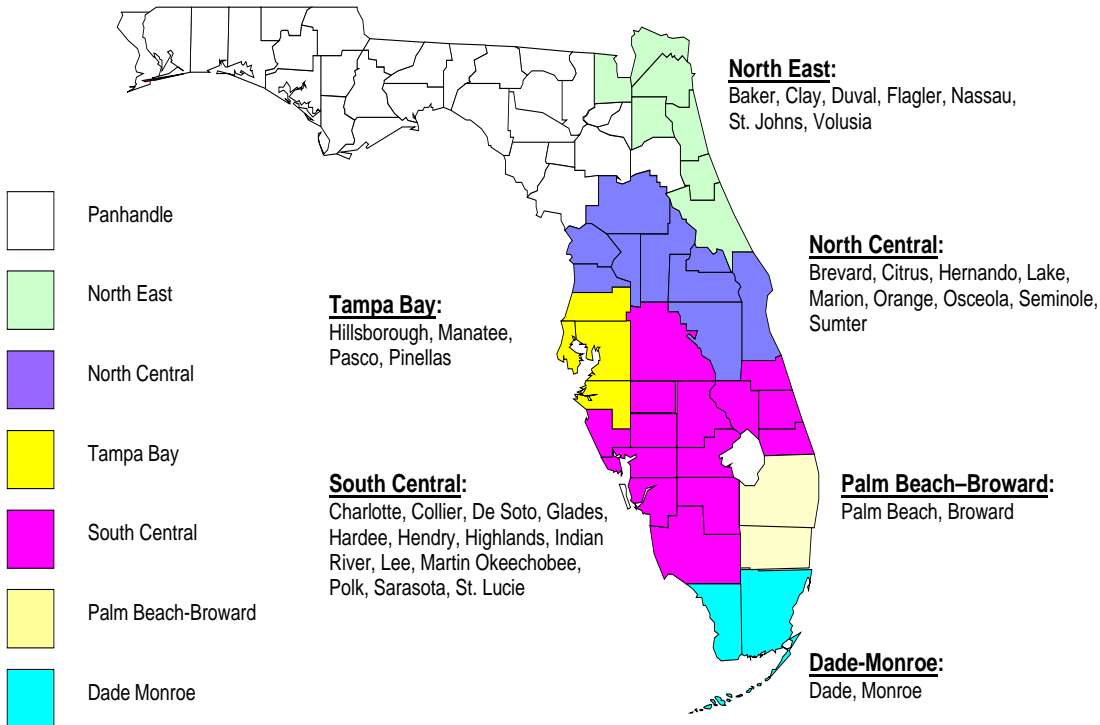 North East:
Baker, Clay, Duval, Flagler, Nassau,
St. Johns, Volusia
Panhandle
North East
North Central
Tampa Bay
South Central
Palm Beach-Broward
Dade Monroe
North Central:
Brevard, Citrus, Hernando, Lake,
Marion, Orange, Osceola, Seminole,
Sumter
Tampa Bay:
Hillsborough, Manatee,
Pasco, Pinellas
South Central:
Charlotte, Collier, De Soto, Glades,
Hardee, Hendry, Highlands, Indian
River, Lee, Martin Okeechobee,
Polk, Sarasota, St. Lucie
Palm Beach–Broward:
Palm Beach, Broward
Dade-Monroe:
Dade, Monroe